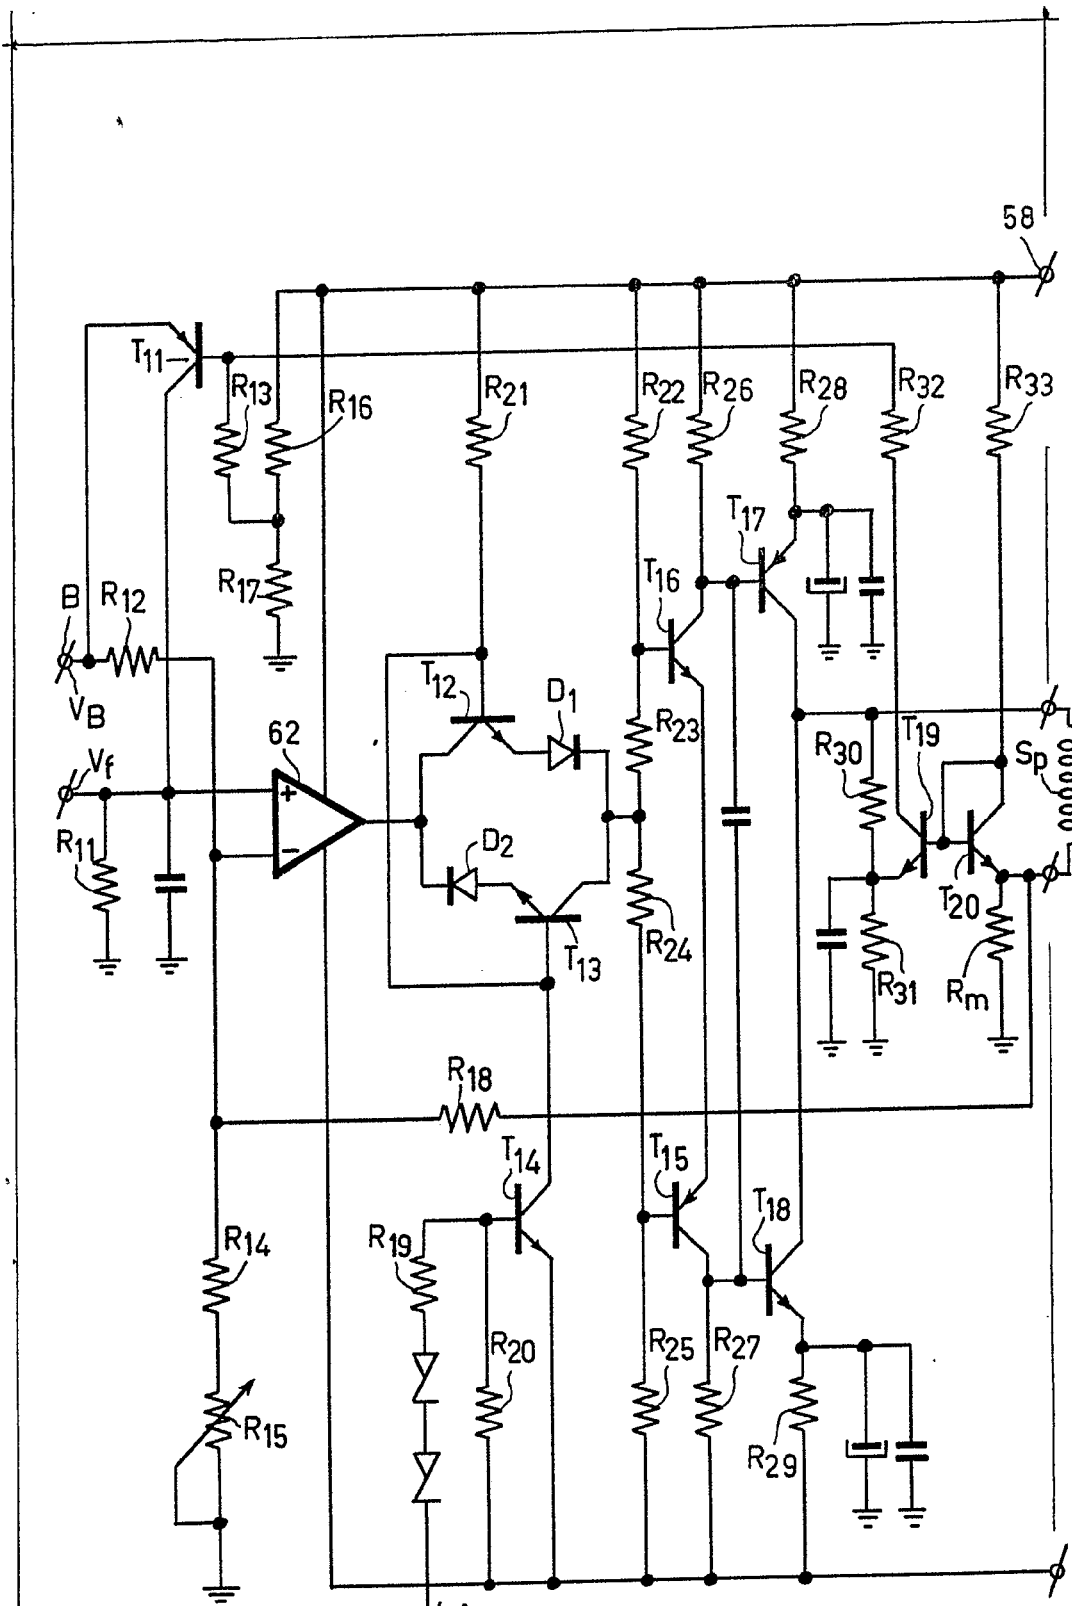 58
T11
R13
R16
R21
R22
R26
R28
R32
R33
T17
R17
T16
B
R12
VB
T12
D1
R23
62
R30
T19
Sp
Vf
+
R11
−
D2
T20
R24
T13
R31
Rm
R18
T14
T15
T18
R14
R19
R20
R25
R27
R15
R29